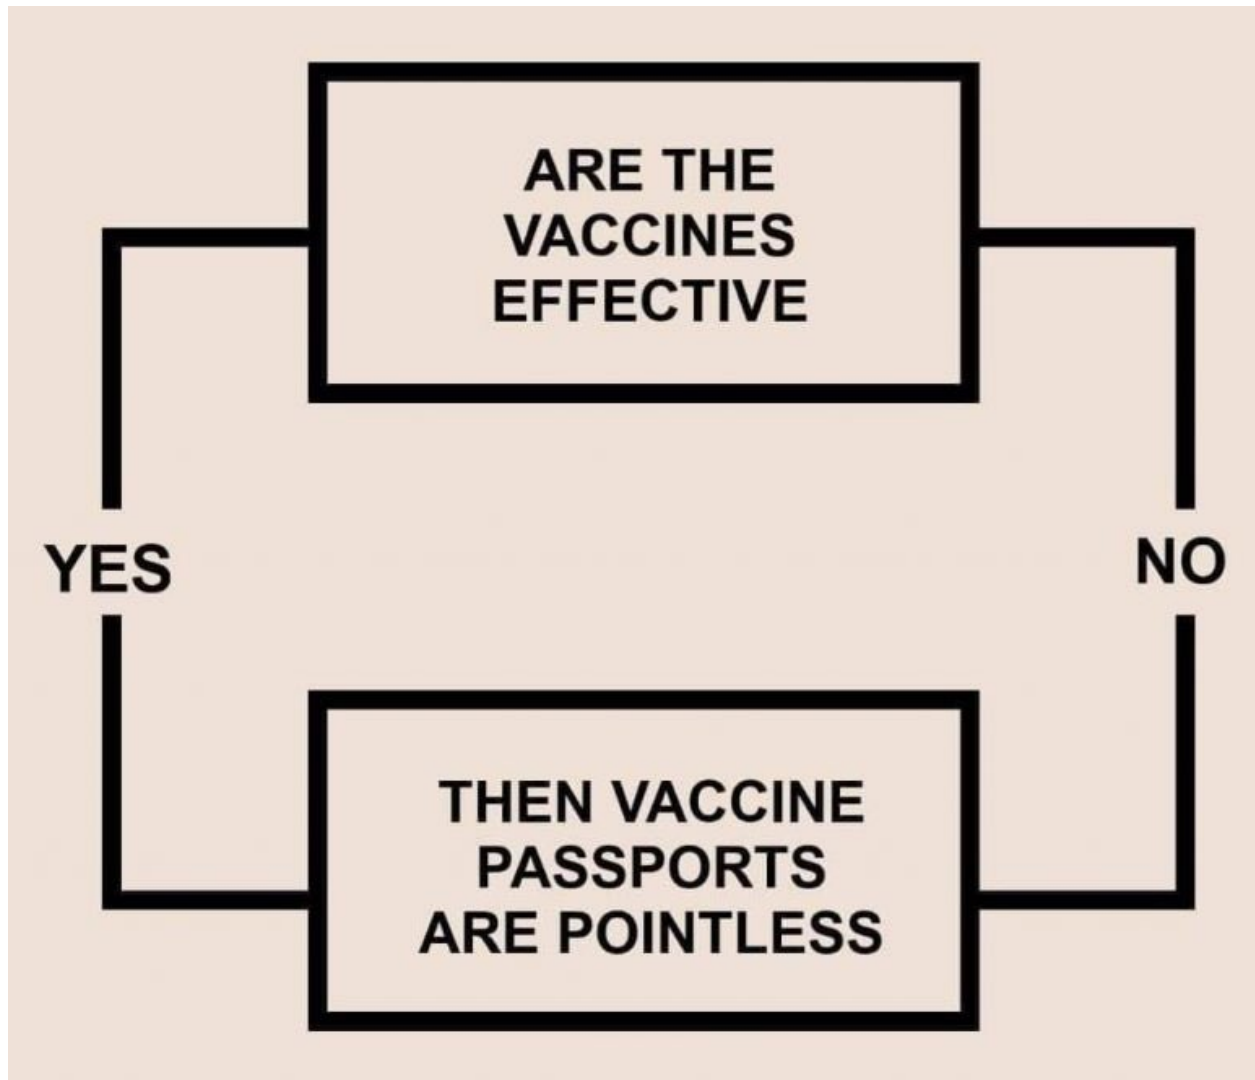 ARE THE
VACCINES
EFFECTIVE
YES
NO
THEN VACCINE
PASSPORTS
ARE POINTLESS